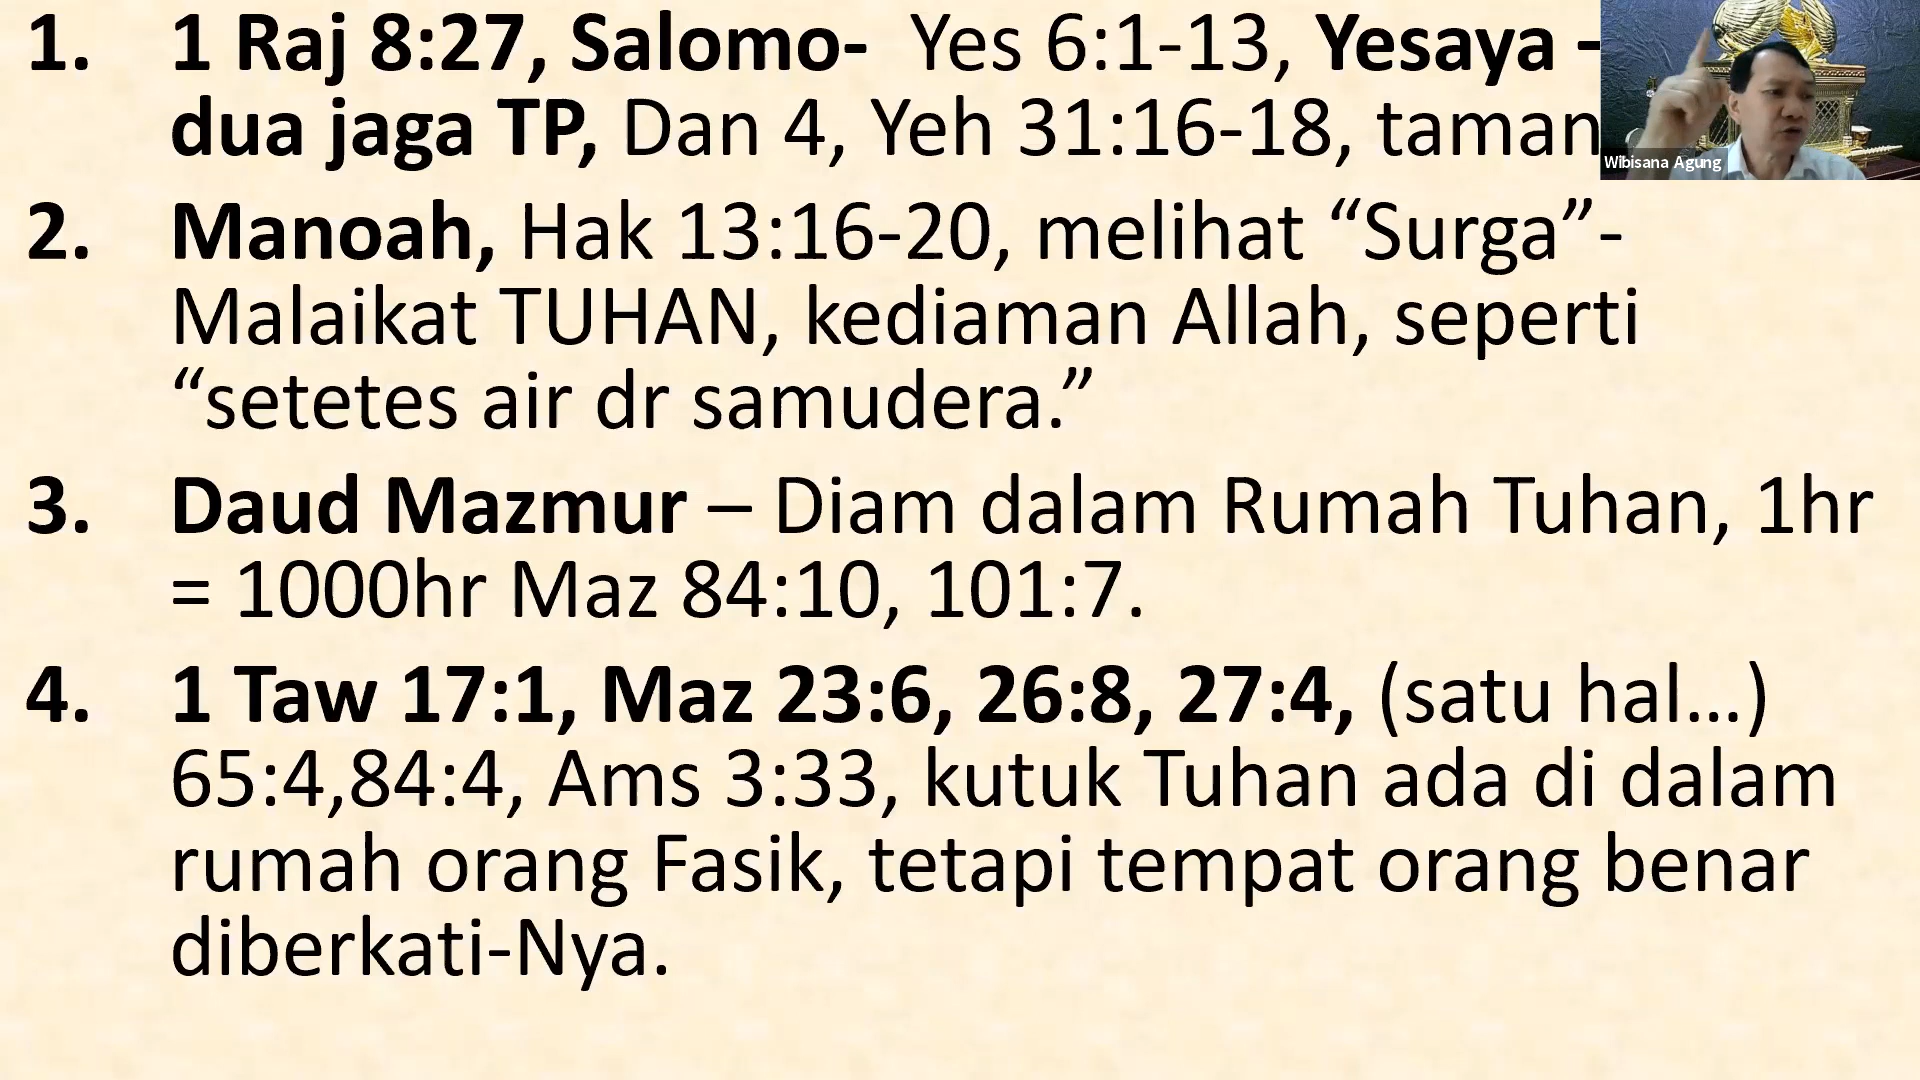 1. 1 Raj 8:27, Salomo- Yes 6:1-13, Yesaya -
dua jaga TP, Dan 4, Yeh 31:16-18, taman
Wibisana Agung
2. Manoah, Hak 13:16-20, melihat “Surga”-
Malaikat TUHAN, kediaman Allah, seperti
“setetes air dr samudera.”
3. Daud Mazmur – Diam dalam Rumah Tuhan, 1hr
= 1000hr Maz 84:10, 101:7.
4. 1 Taw 17:1, Maz 23:6, 26:8, 27:4, (satu hal...)
65:4,84:4, Ams 3:33, kutuk Tuhan ada di dalam
rumah orang Fasik, tetapi tempat orang benar
diberkati-Nya.